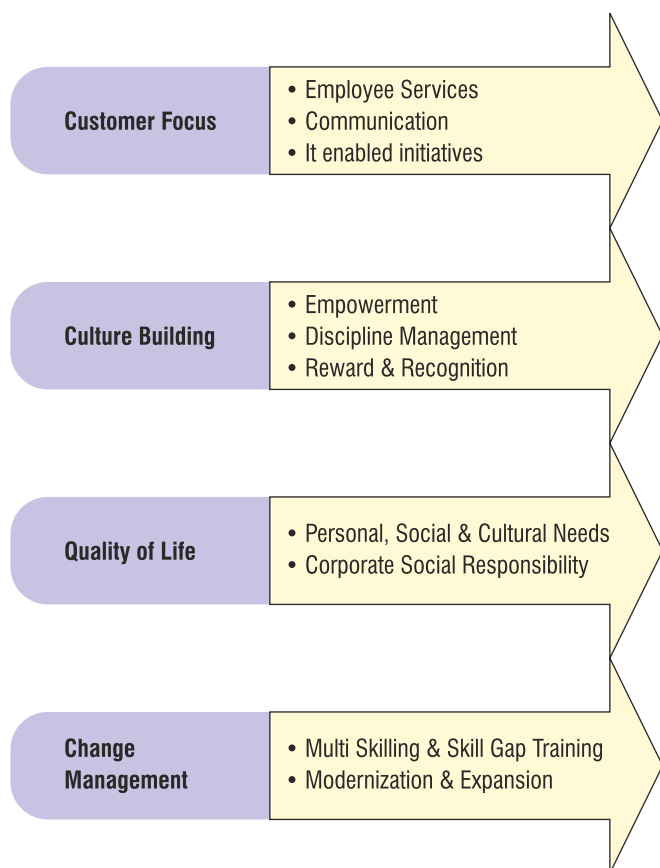 Customer Focus
• Employee Services
• Communication
• It enabled initiatives
Culture Building
• Empowerment
• Discipline Management
• Reward & Recognition
Quality of Life
• Personal, Social & Cultural Needs
• Corporate Social Responsibility
Change
Management
• Multi Skilling & Skill Gap Training
• Modernization & Expansion